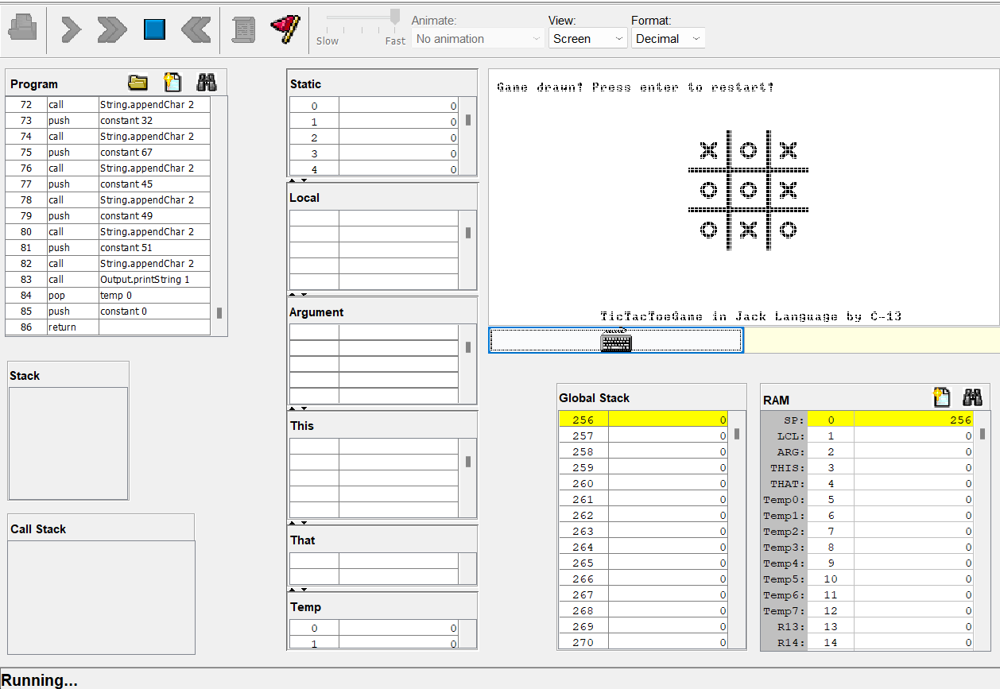 Slow Fast
Animate:
No animation
View:
Screen
Format:
Decimal
Program
72 call String.appendChar 2
73 push constant 32
74 call String.appendChar 2
75 push constant 67
76 call String.appendChar 2
77 push constant 45
78 call String.appendChar 2
79 push constant 49
80 call String.appendChar 2
81 push constant 51
82 call String.appendChar 2
83 call Output.printString 1
84 pop temp 0
85 push constant 0
86 return
Stack
Call Stack
Static
0 0
1 0
2 0
3 0
4 0
Local
Argument
This
That
Temp
0 0
1 0
Game drawn! Press enter to restart!
X O X
O O X
O X O
TicTacToeGame in Jack Language by C-13
Global Stack
256 0
257 0
258 0
259 0
260 0
261 0
262 0
263 0
264 0
265 0
266 0
267 0
268 0
269 0
270 0
RAM
SP: 0 256
LCL: 1 0
ARG: 2 0
THIS: 3 0
THAT: 4 0
Temp0: 5 0
Temp1: 6 0
Temp2: 7 0
Temp3: 8 0
Temp4: 9 0
Temp5: 10 0
Temp6: 11 0
Temp7: 12 0
R13: 13 0
R14: 14 0
Running...